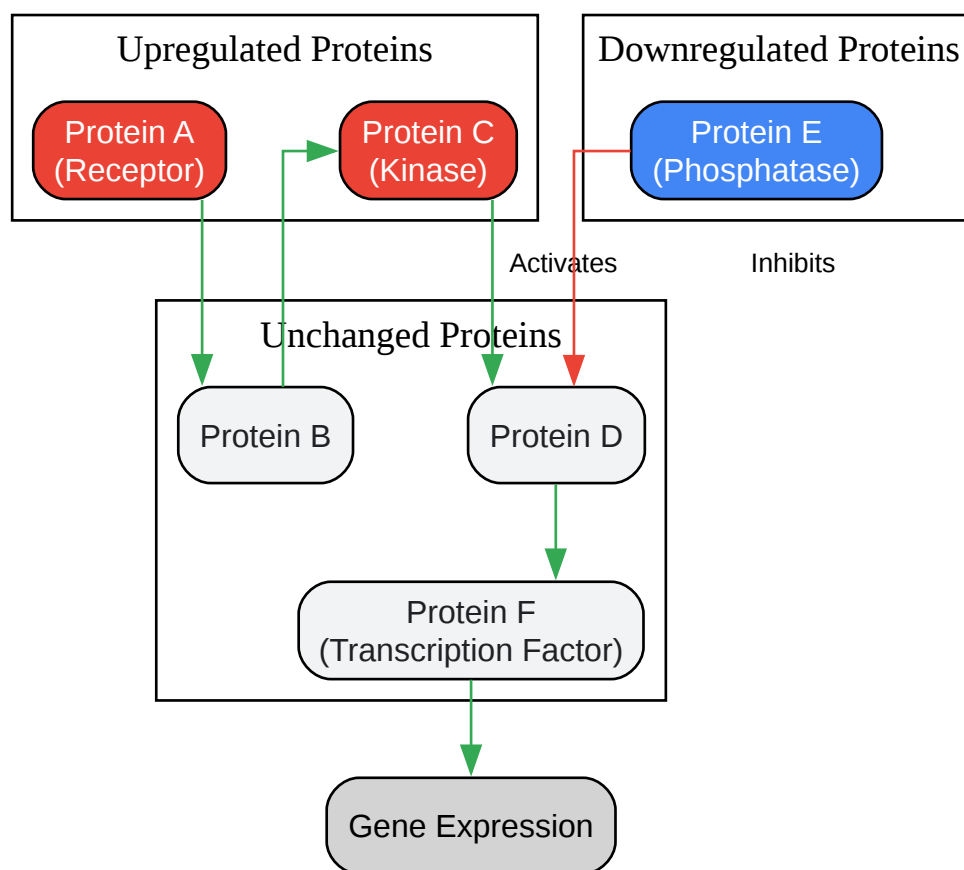 Upregulated Proteins
Downregulated Proteins
Protein A
(Receptor)
Protein C
(Kinase)
Protein E
(Phosphatase)
Activates
Inhibits
Unchanged Proteins
Protein B
Protein D
Protein F
(Transcription Factor)
Gene Expression